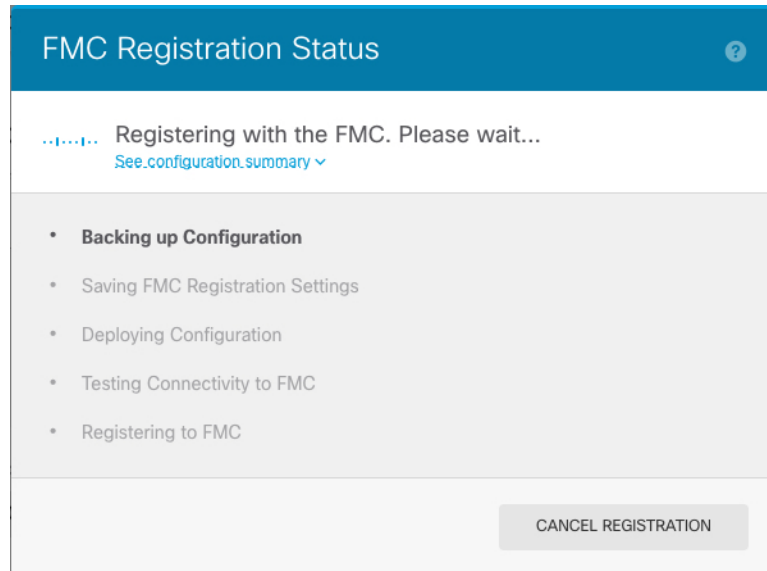 FMC Registration Status
?
Registering with the FMC. Please wait...
See configuration summary
• Backing up Configuration
• Saving FMC Registration Settings
• Deploying Configuration
• Testing Connectivity to FMC
• Registering to FMC
CANCEL REGISTRATION